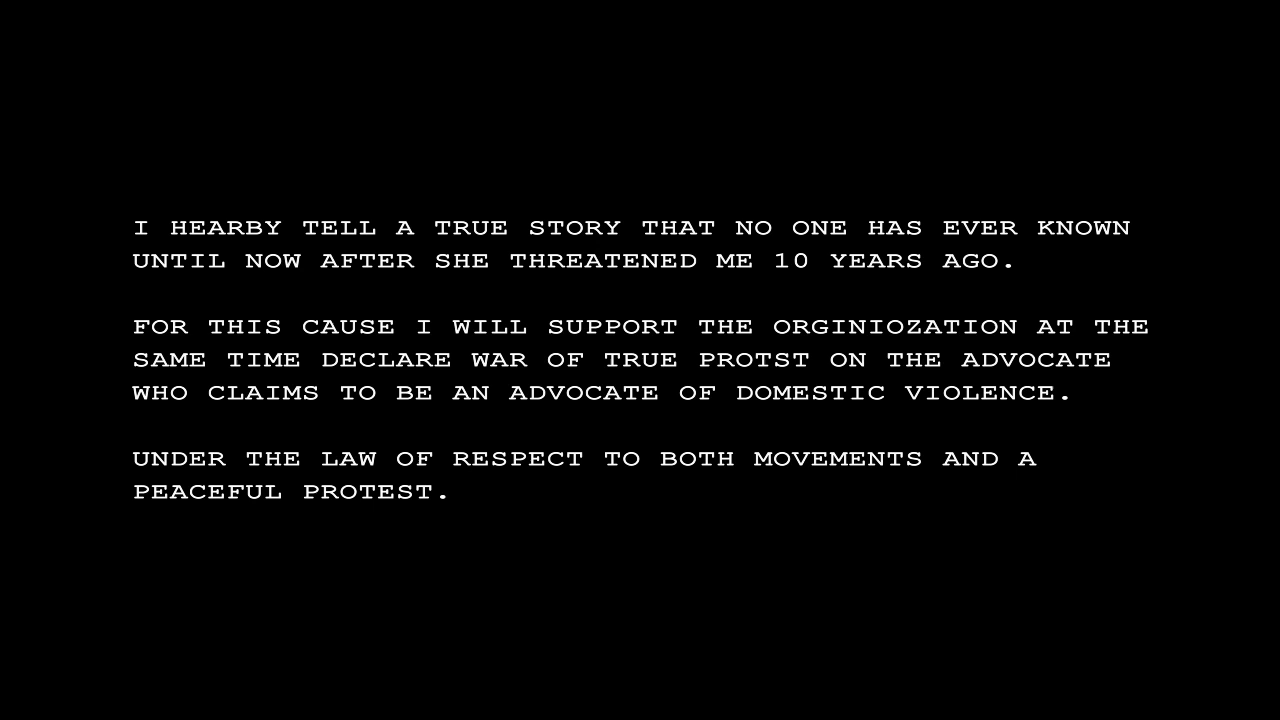 I HEARBY TELL A TRUE STORY THAT NO ONE HAS EVER KNOWN
UNTIL NOW AFTER SHE THREATENED ME 10 YEARS AGO.
FOR THIS CAUSE I WILL SUPPORT THE ORGINIOZATION AT THE
SAME TIME DECLARE WAR OF TRUE PROTST ON THE ADVOCATE
WHO CLAIMS TO BE AN ADVOCATE OF DOMESTIC VIOLENCE.
UNDER THE LAW OF RESPECT TO BOTH MOVEMENTS AND A
PEACEFUL PROTEST.